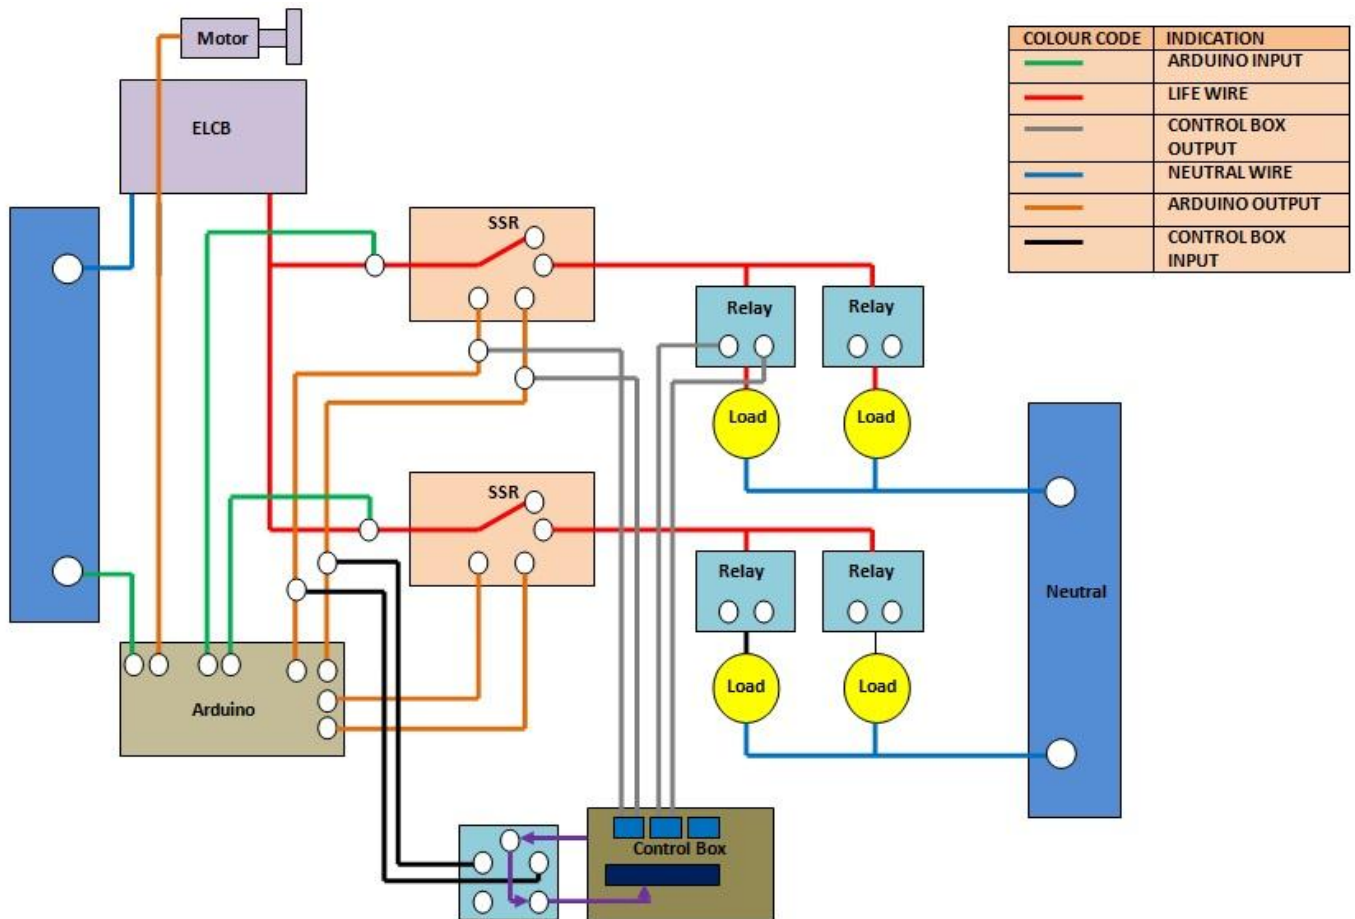 Motor
ELCB
COLOUR CODE INDICATION
ARDUINO INPUT
LIFE WIRE
CONTROL BOX
OUTPUT
NEUTRAL WIRE
ARDUINO OUTPUT
CONTROL BOX
INPUT
SSR
Relay Relay
Load Load
SSR
Relay Relay
Neutral
Load Load
Arduino
Control Box